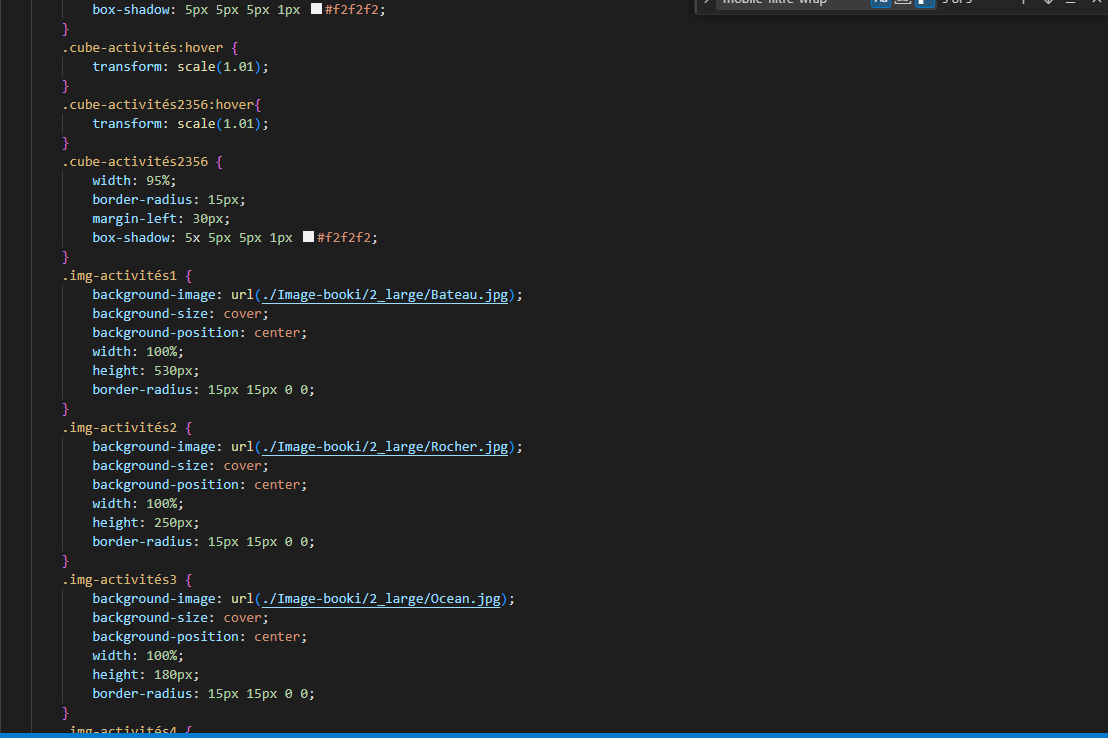 box-shadow: 5px 5px 5px 1px #f2f2f2;
mobile-filtre-wrap
}
.cube-activités:hover {
transform: scale(1.01);
}
.cube-activités2356:hover{
transform: scale(1.01);
}
.cube-activités2356 {
width: 95%;
border-radius: 15px;
margin-left: 30px;
box-shadow: 5x 5px 5px 1px #f2f2f2;
}
.img-activités1 {
background-image: url(./Image-booki/2_large/Bateau.jpg);
background-size: cover;
background-position: center;
width: 100%;
height: 530px;
border-radius: 15px 15px 0 0;
}
.img-activités2 {
background-image: url(./Image-booki/2_large/Rocher.jpg);
background-size: cover;
background-position: center;
width: 100%;
height: 250px;
border-radius: 15px 15px 0 0;
}
.img-activités3 {
background-image: url(./Image-booki/2_large/Ocean.jpg);
background-size: cover;
background-position: center;
width: 100%;
height: 180px;
border-radius: 15px 15px 0 0;
}
.img-activités4 {